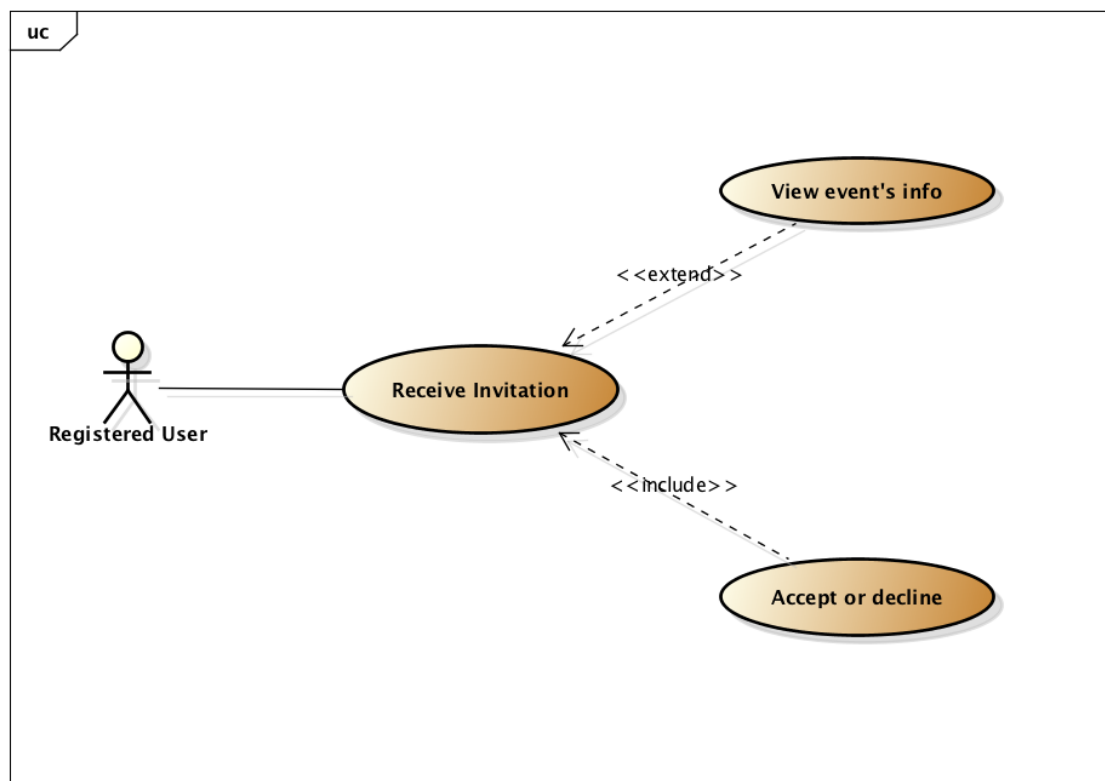 uc
View event's info
<<extend>>
Receive Invitation
Registered User
<<include>>
Accept or decline